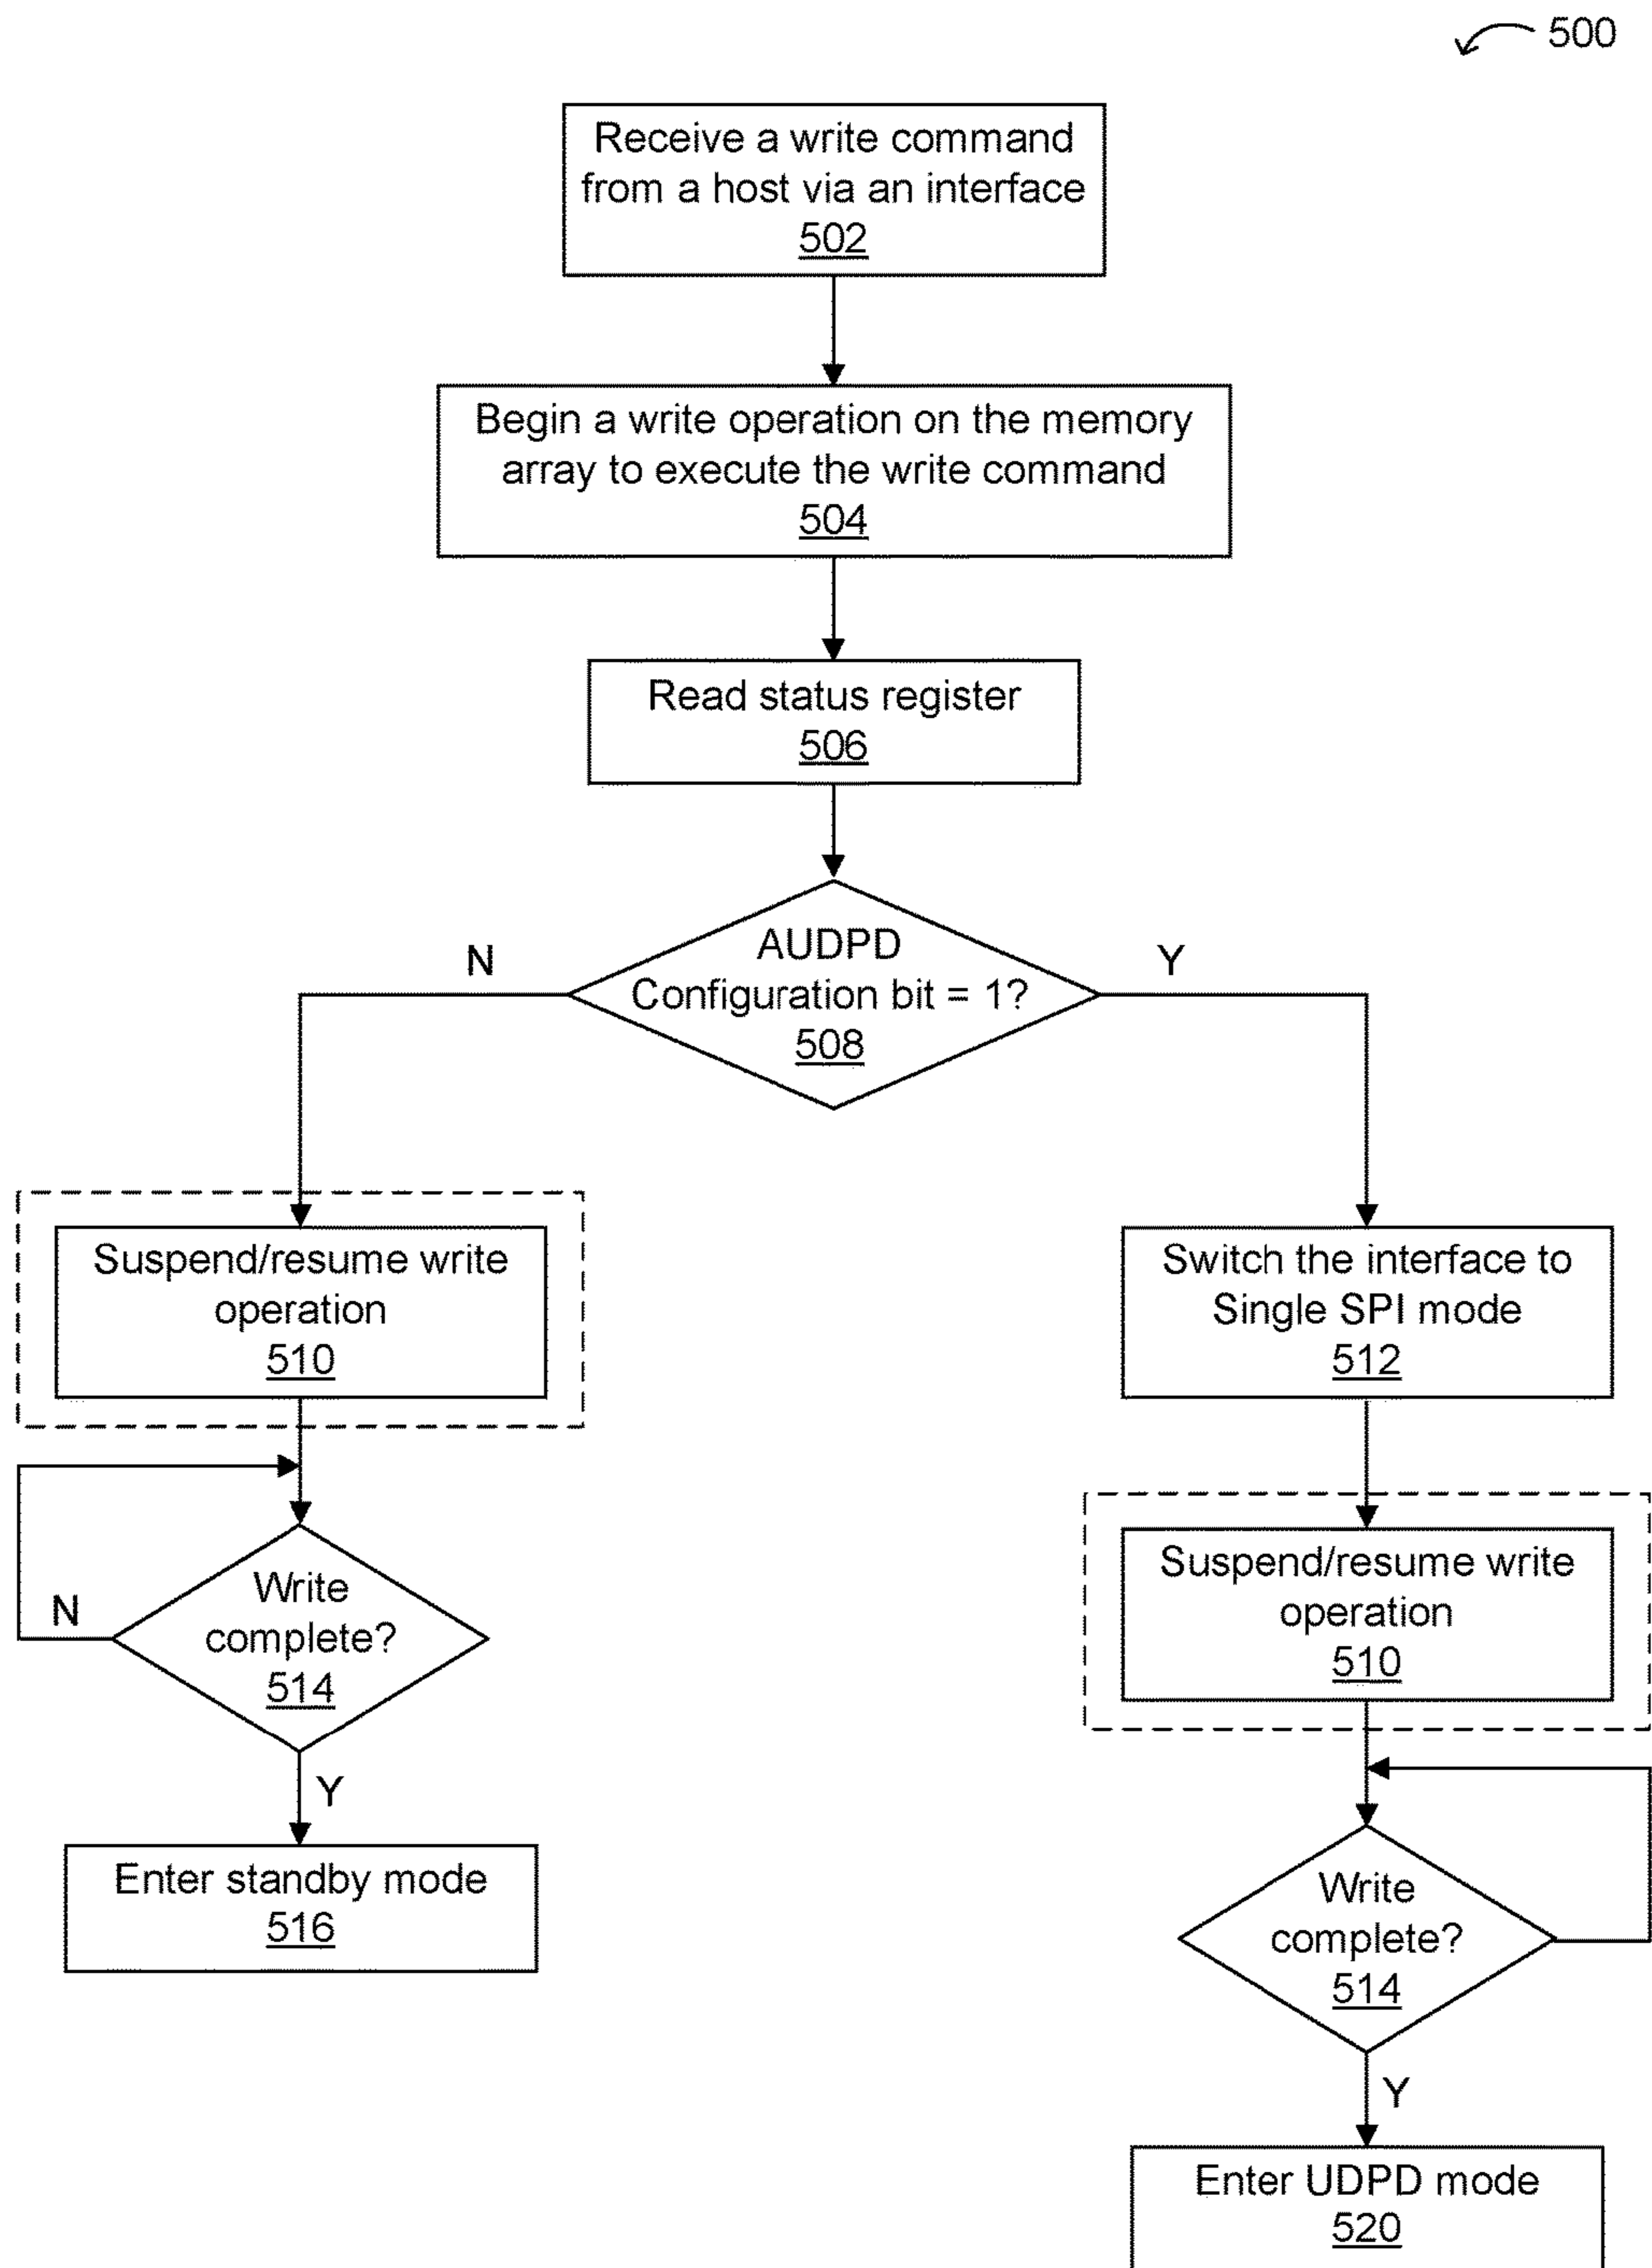 500
Receive a write command
from a host via an interface
502
Begin a write operation on the memory
array to execute the write command
504
Read status register
506
N
Y
AUDPD
Configuration bit = 1?
508
Suspend/resume write
operation
510
Switch the interface to
Single SPI mode
512
Write
complete?
514
N
Y
Enter standby mode
516
Suspend/resume write
operation
510
Write
complete?
514
Y
Enter UDPD mode
520